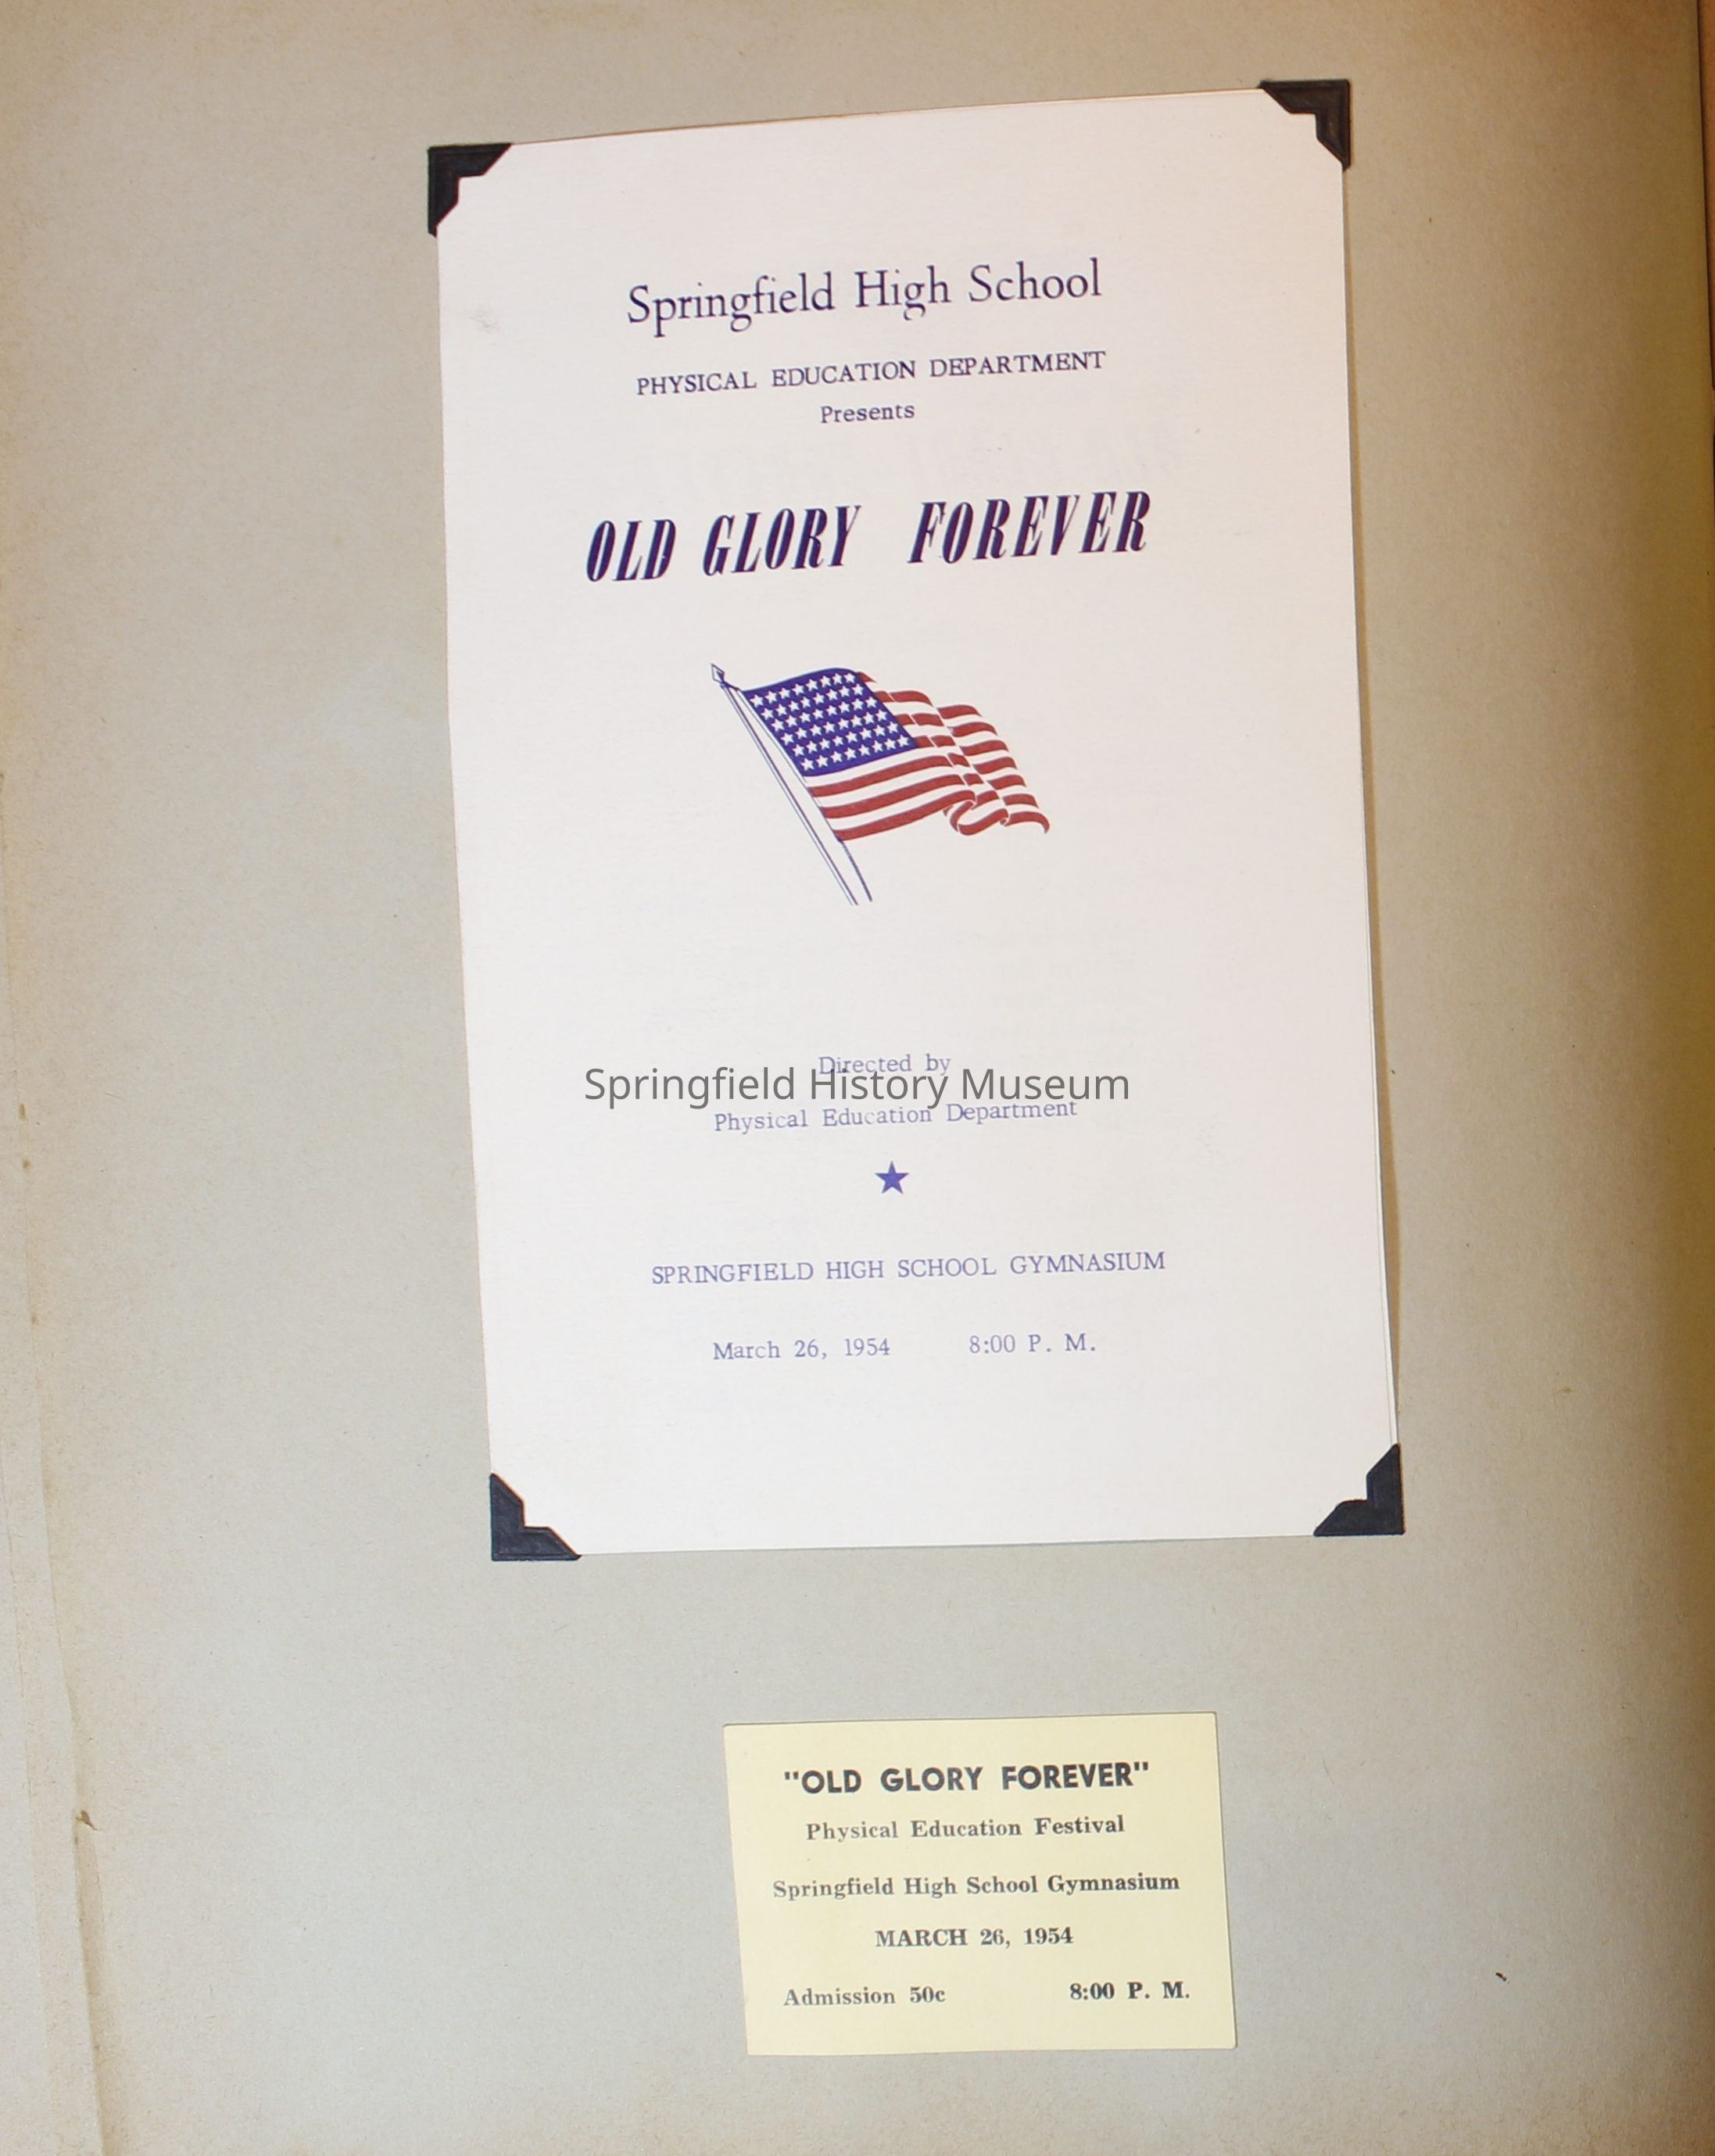 Springfield High School
PHYSICAL EDUCATION DEPARTMENT
Presents
OLD GLORY FOREVER
Directed by
Springfield History Museum
Physical Education Department
SPRINGFIELD HIGH SCHOOL GYMNASIUM
March 26, 1954 8:00 P. M.
"OLD GLORY FOREVER"
Physical Education Festival
Springfield High School Gymnasium
MARCH 26, 1954
Admission 50c 8:00 P. M.